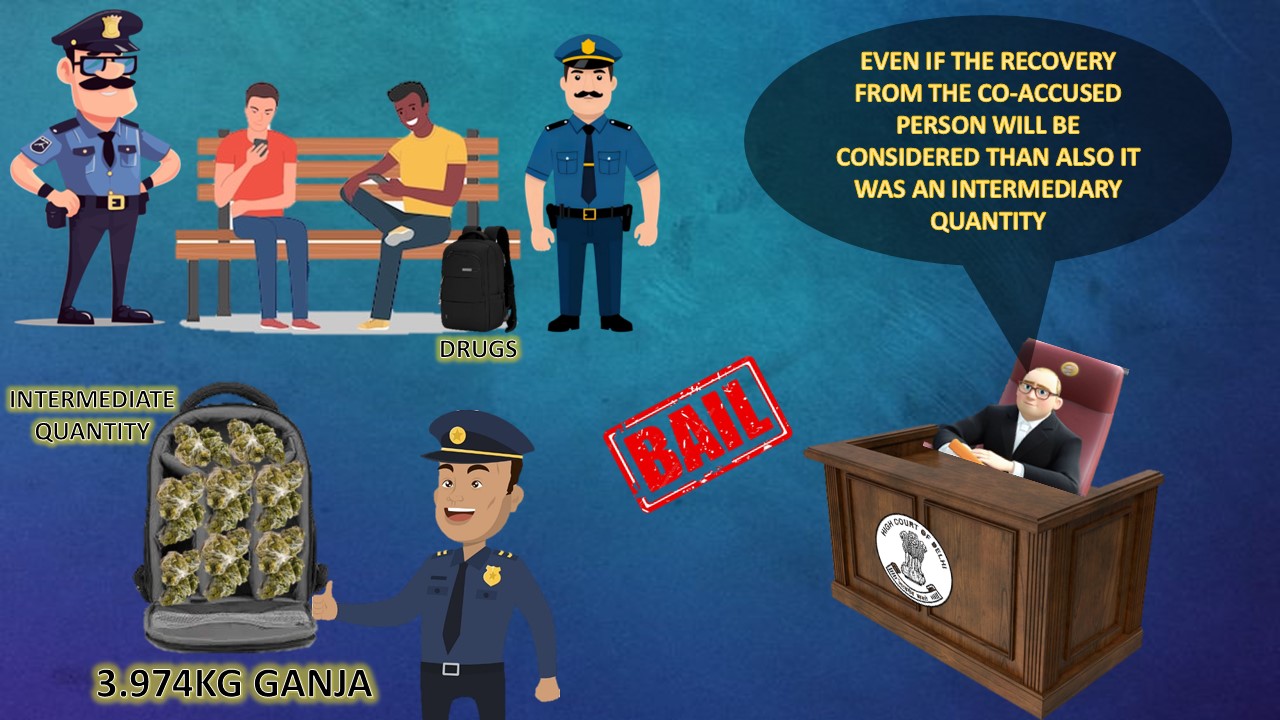 EVEN IF THE RECOVERY
FROM THE CO-ACCUSED
PERSON WILL BE
CONSIDERED THAN ALSO IT
WAS AN INTERMEDIARY
QUANTITY
DRUGS
INTERMEDIATE
QUANTITY
BAIL
HIGH COURT OF DELHI
3.974KG GANJA